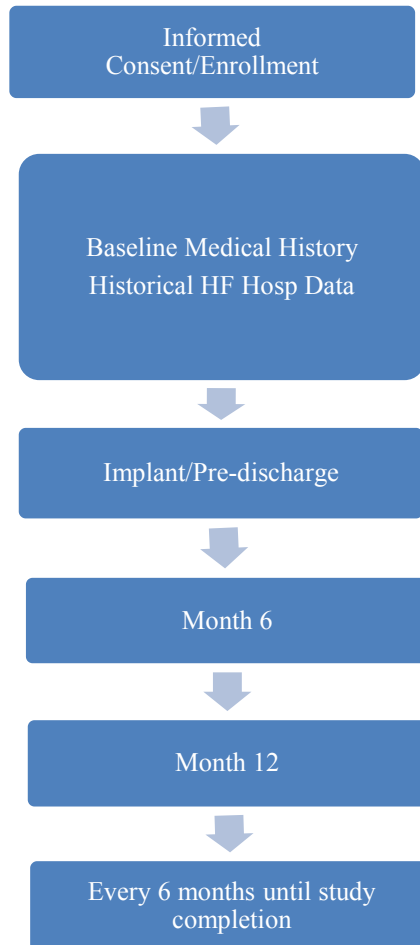 Informed
Consent/Enrollment
Baseline Medical History
Historical HF Hosp Data
Implant/Pre-discharge
Month 6
Month 12
Every 6 months until study
completion